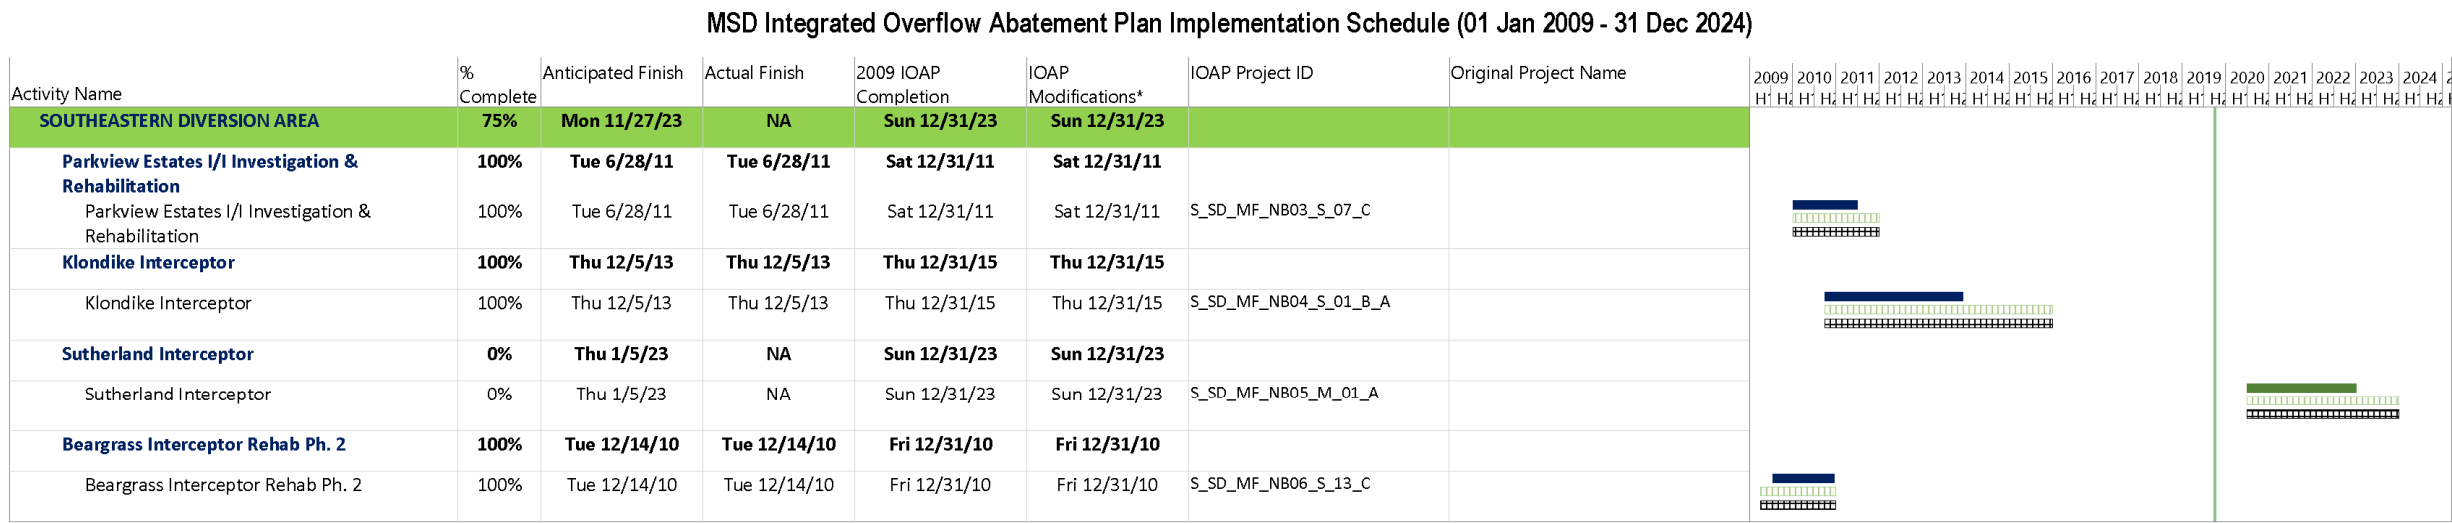 MSD Integrated Overflow Abatement Plan Implementation Schedule (01 Jan 2009 - 31 Dec 2024)
Activity Name % Complete Anticipated Finish Actual Finish 2009 IOAP Completion IOAP Modifications* IOAP Project ID Original Project Name 2009 2010 2011 2012 2013 2014 2015 2016 2017 2018 2019 2020 2021 2022 2023 2024 2
SOUTHEASTERN DIVERSION AREA 75% Mon 11/27/23 NA Sun 12/31/23 Sun 12/31/23
Parkview Estates I/I Investigation & 100% Tue 6/28/11 Tue 6/28/11 Sat 12/31/11 Sat 12/31/11
Rehabilitation
Parkview Estates I/I Investigation & 100% Tue 6/28/11 Tue 6/28/11 Sat 12/31/11 Sat 12/31/11 S_SD_MF_NB03_S_07_C
Rehabilitation
Klondike Interceptor 100% Thu 12/5/13 Thu 12/5/13 Thu 12/31/15 Thu 12/31/15
Klondike Interceptor 100% Thu 12/5/13 Thu 12/5/13 Thu 12/31/15 Thu 12/31/15 S_SD_MF_NB04_S_01_B_A
Sutherland Interceptor 0% Thu 1/5/23 NA Sun 12/31/23 Sun 12/31/23
Sutherland Interceptor 0% Thu 1/5/23 NA Sun 12/31/23 Sun 12/31/23 S_SD_MF_NB05_M_01_A
Beargrass Interceptor Rehab Ph. 2 100% Tue 12/14/10 Tue 12/14/10 Fri 12/31/10 Fri 12/31/10
Beargrass Interceptor Rehab Ph. 2 100% Tue 12/14/10 Tue 12/14/10 Fri 12/31/10 Fri 12/31/10 S_SD_MF_NB06_S_13_C